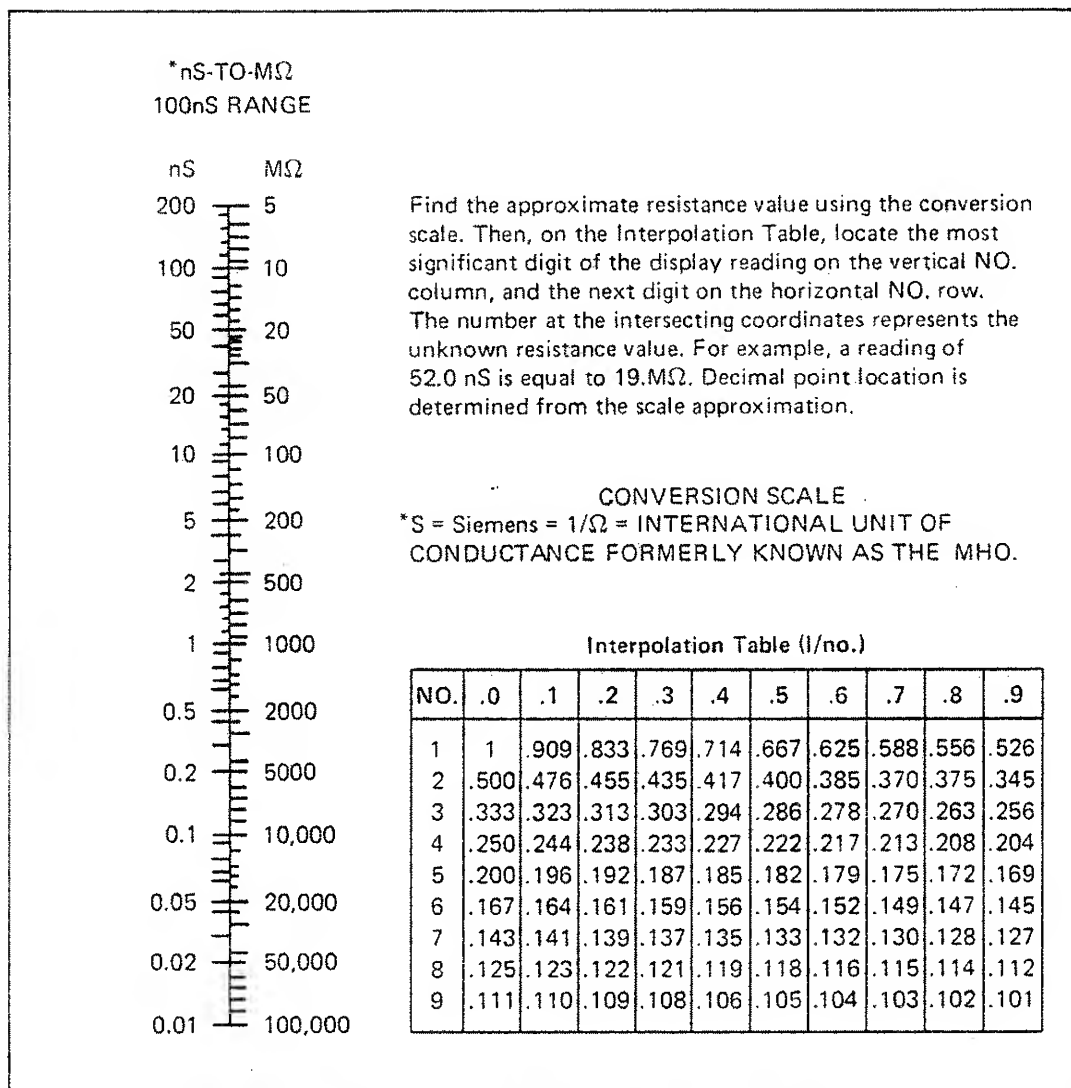 *nS-TO-MΩ
100nS RANGE
nS MΩ
200 5
100 10
50 20
20 50
10 100
5 200
2 500
1 1000
0.5 2000
0.2 5000
0.1 10,000
0.05 20,000
0.02 50,000
0.01 100,000
Find the approximate resistance value using the conversion
scale. Then, on the Interpolation Table, locate the most
significant digit of the display reading on the vertical NO.
column, and the next digit on the horizontal NO. row.
The number at the intersecting coordinates represents the
unknown resistance value. For example, a reading of
52.0 nS is equal to 19.MΩ. Decimal point location is
determined from the scale approximation.
CONVERSION SCALE
*S = Siemens = 1/Ω = INTERNATIONAL UNIT OF
CONDUCTANCE FORMERLY KNOWN AS THE MHO.
Interpolation Table (I/no.)
NO. .0 .1 .2 .3 .4 .5 .6 .7 .8 .9
1 1 .909 .833 .769 .714 .667 .625 .588 .556 .526
2 .500 .476 .455 .435 .417 .400 .385 .370 .375 .345
3 .333 .323 .313 .303 .294 .286 .278 .270 .263 .256
4 .250 .244 .238 .233 .227 .222 .217 .213 .208 .204
5 .200 .196 .192 .187 .185 .182 .179 .175 .172 .169
6 .167 .164 .161 .159 .156 .154 .152 .149 .147 .145
7 .143 .141 .139 .137 .135 .133 .132 .130 .128 .127
8 .125 .123 .122 .121 .119 .118 .116 .115 .114 .112
9 .111 .110 .109 .108 .106 .105 .104 .103 .102 .101